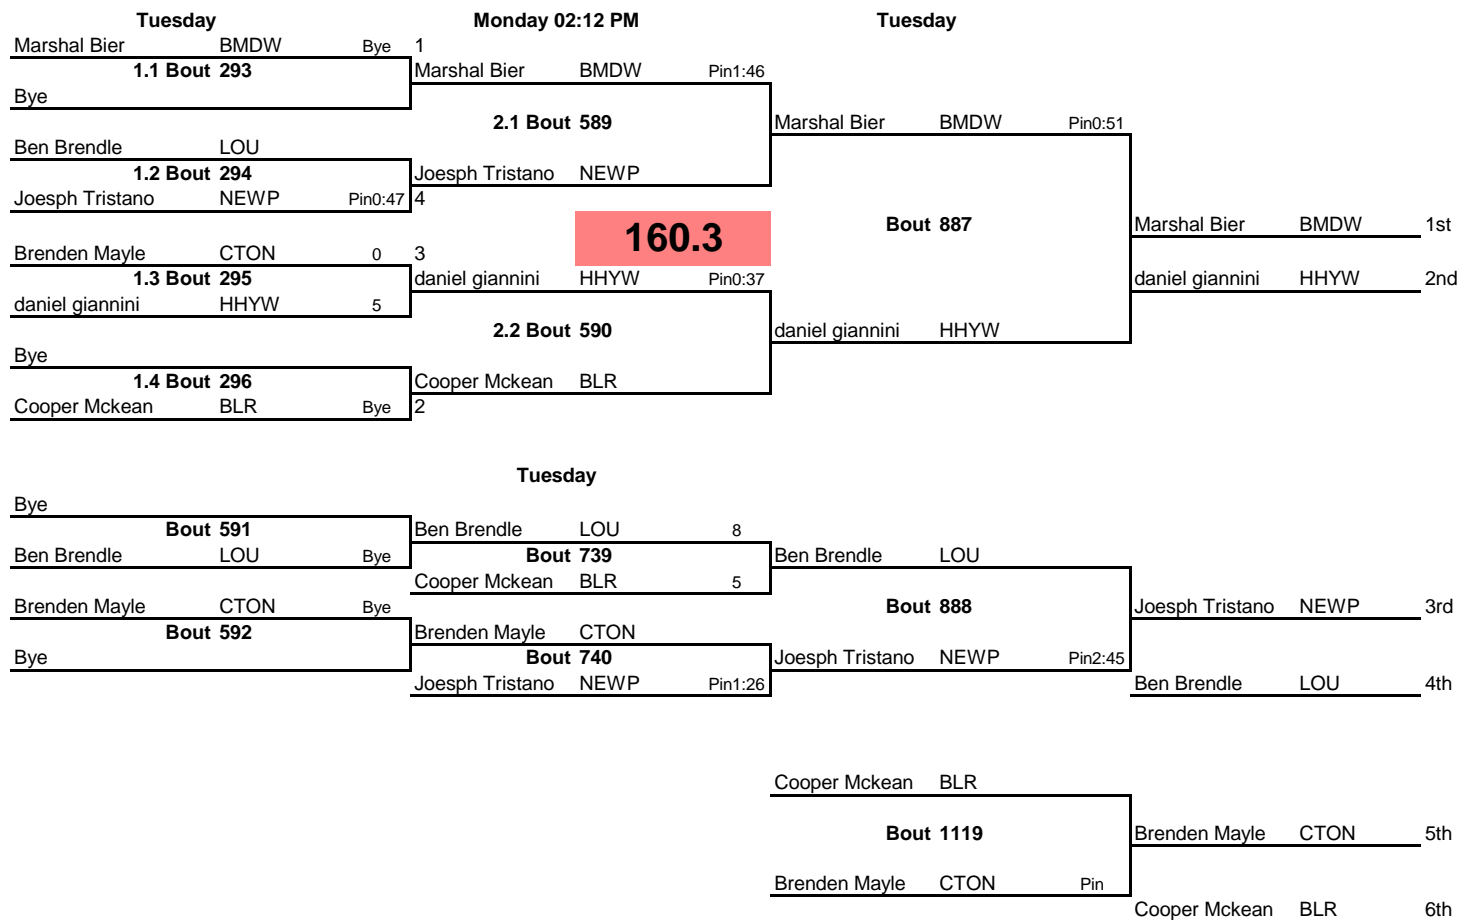 Tuesday Monday 02:12 PM Tuesday
Marshal Bier BMDW Bye 1
1.1 Bout 293 Marshal Bier BMDW Pin1:46
Bye
2.1 Bout 589 Marshal Bier BMDW Pin0:51
Ben Brendle LOU
1.2 Bout 294 Joesph Tristano NEWP
Joesph Tristano NEWP Pin0:47 4
160.3 Bout 887 Marshal Bier BMDW 1st
Brenden Mayle CTON 0 3
1.3 Bout 295 daniel giannini HHYW Pin0:37 daniel giannini HHYW 2nd
daniel giannini HHYW 5
2.2 Bout 590 daniel giannini HHYW
Bye
1.4 Bout 296 Cooper Mckean BLR
Cooper Mckean BLR Bye 2
Tuesday
Bye
Bout 591 Ben Brendle LOU 8
Ben Brendle LOU Bye Bout 739 Ben Brendle LOU
Cooper Mckean BLR 5
Brenden Mayle CTON Bye Bout 888 Joesph Tristano NEWP 3rd
Bout 592 Brenden Mayle CTON
Bye Bout 740 Joesph Tristano NEWP Pin2:45
Joesph Tristano NEWP Pin1:26 Ben Brendle LOU 4th
Cooper Mckean BLR
Bout 1119 Brenden Mayle CTON 5th
Brenden Mayle CTON Pin
Cooper Mckean BLR 6th